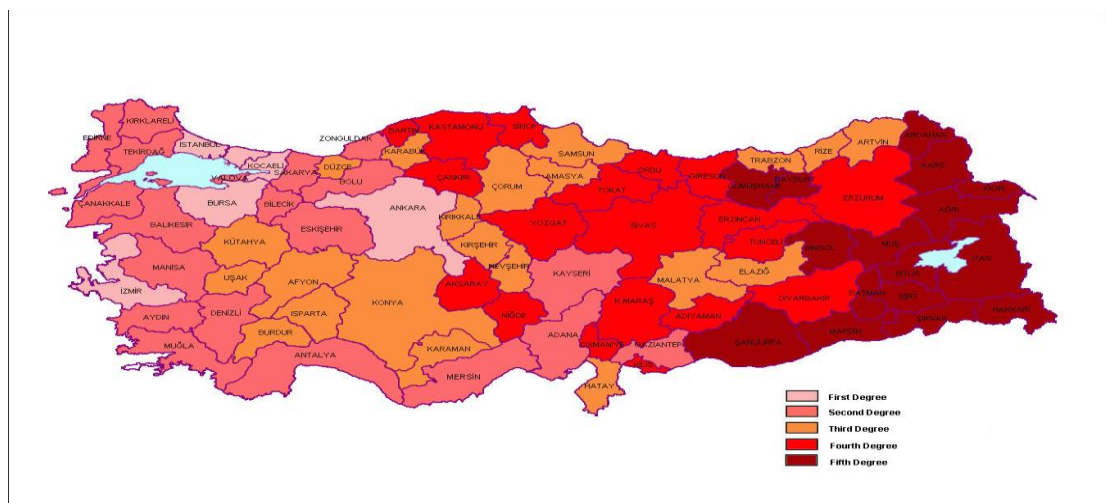 KIRKLARELİ
EDİRNE
TEKİRDAĞ
İSTANBUL
KOCAELİ
YALOVA
SAKARYA
DÜZCE
BOLU
ZONGULDAK
BARTIN
KARABÜK
KASTAMONU
SİNOP
ÇANKIRI
SAMSUN
AMASYA
ÇORUM
ORDU
TOKAT
GİRESUN
TRABZON
GÜMÜŞHANE
BAYBURT
RİZE
ARTVİN
ARDAHAN
KARS
IĞDIR
AĞRI
ERZURUM
ERZİNCAN
ÇANAKKALE
BURSA
BİLECİK
BALIKESİR
ESKİŞEHİR
ANKARA
KIRIKKALE
YOZGAT
SİVAS
TUNCELİ
BİNGÖL
MUŞ
VAN
KÜTAHYA
KIRŞEHİR
NEVŞEHİR
KAYSERİ
MALATYA
ELAZIĞ
BİTLİS
MANİSA
UŞAK
AFYON
İZMİR
AKSARAY
KONYA
NİĞDE
K.MARAŞ
ADIYAMAN
DİYARBAKIR
BATMAN
SİİRT
HAKKARİ
ŞIRNAK
AYDIN
DENİZLİ
ISPARTA
BURDUR
MUĞLA
ANTALYA
KARAMAN
MERSİN
ADANA
OSMANİYE
GAZİANTEP
KİLİS
HATAY
ŞANLIURFA
MARDİN
First Degree
Second Degree
Third Degree
Fourth Degree
Fifth Degree